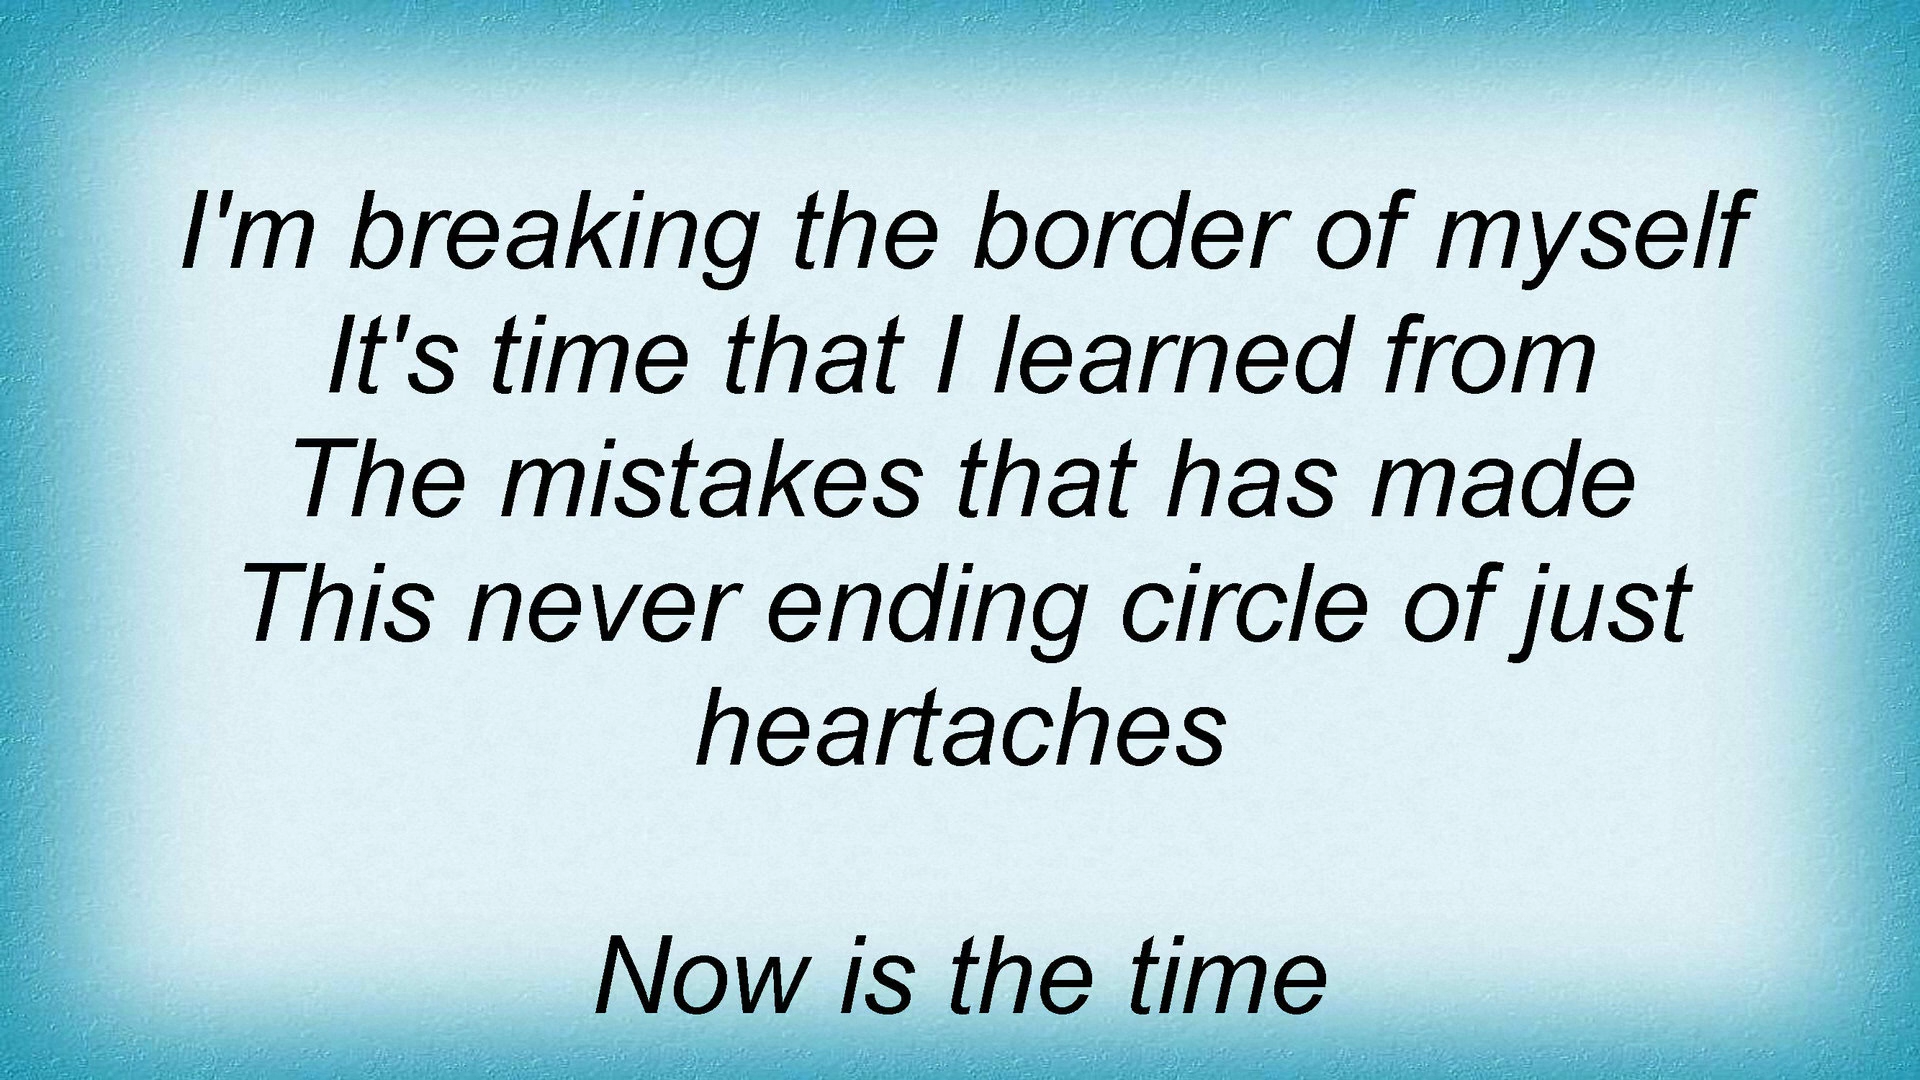 I'm breaking the border of myself
It's time that I learned from
The mistakes that has made
This never ending circle of just
heartaches
Now is the time